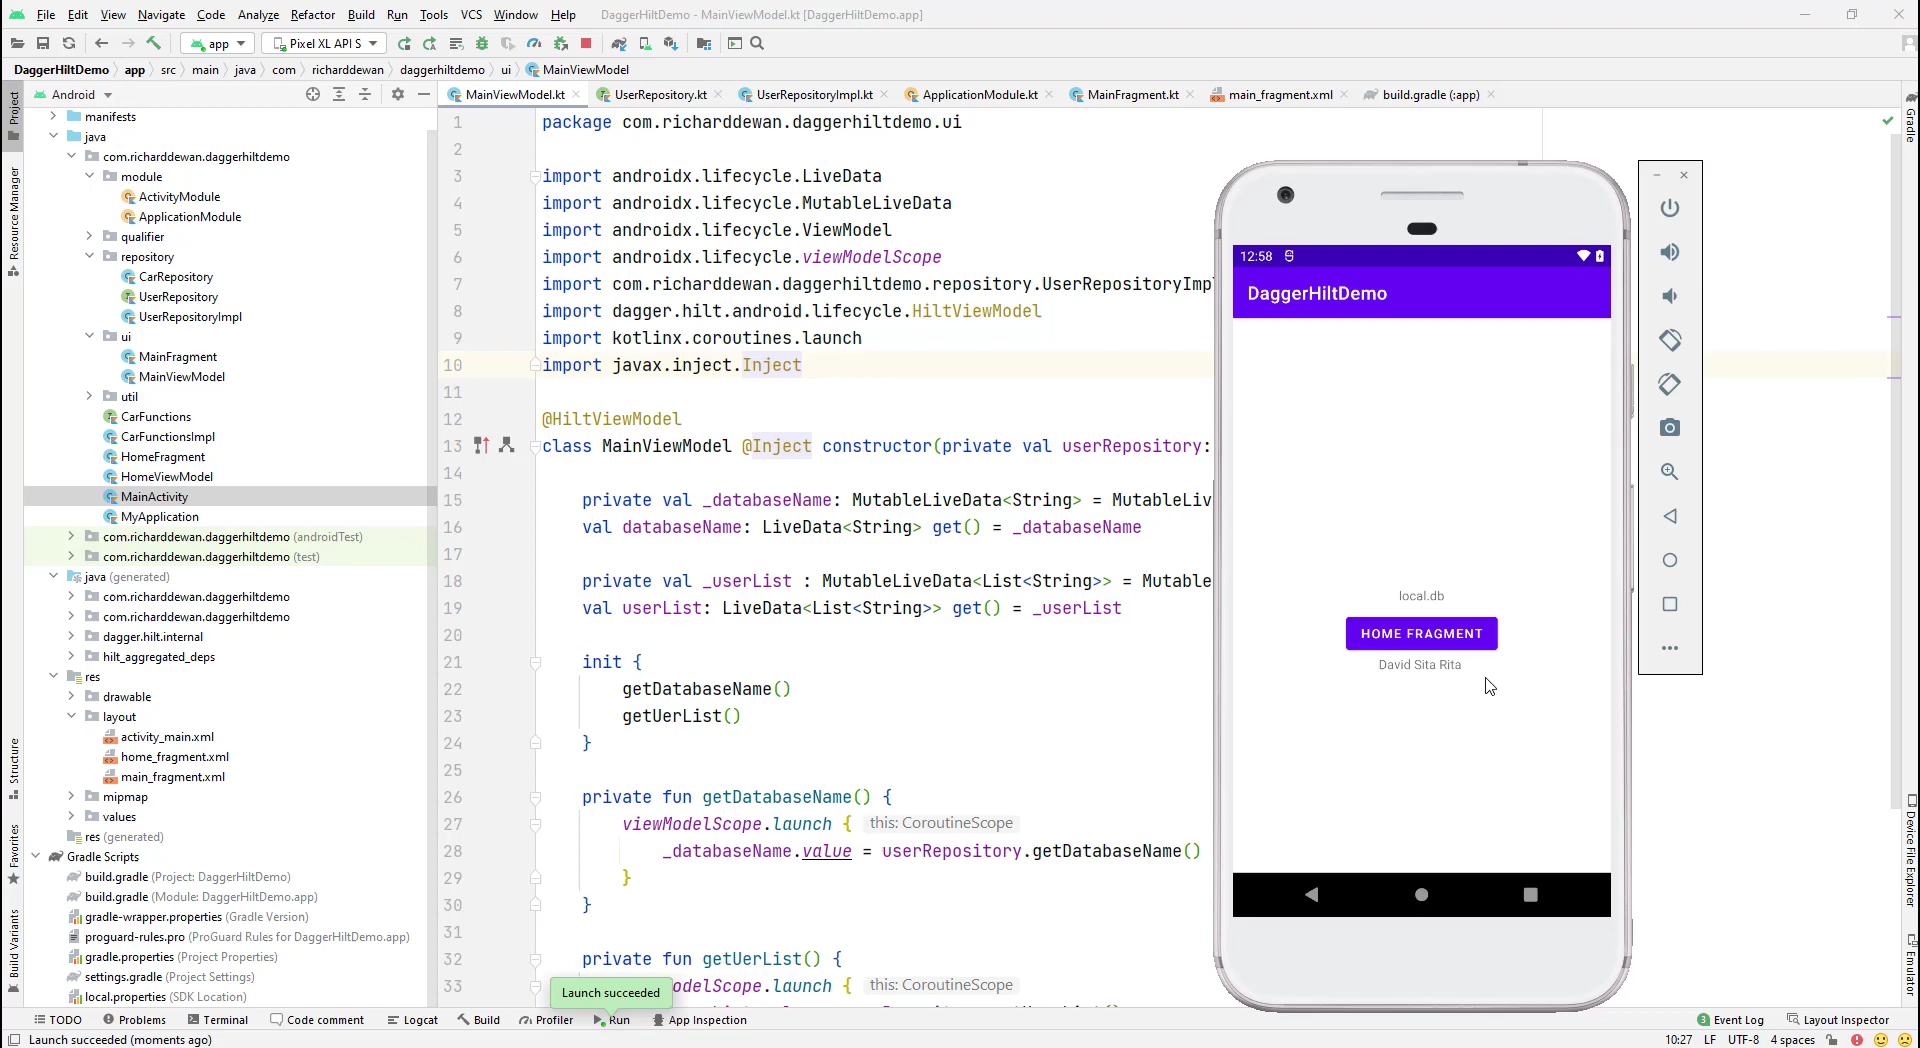 File Edit View Navigate Code Analyze Refactor Build Run Tools VCS Window Help DaggerHiltDemo - MainViewModel.kt [DaggerHiltDemo.app]
app Pixel XL API S
DaggerHiltDemo app src main java com richarddewan daggerhiltdemo ui MainViewModel
Android
MainViewModel.kt UserRepository.kt UserRepositoryImpl.kt ApplicationModule.kt MainFragment.kt main_fragment.xml build.gradle (:app)
Project
Resource Manager
Structure
Favorites
Build Variants
manifests
java
com.richarddewan.daggerhiltdemo
module
ActivityModule
ApplicationModule
qualifier
repository
CarRepository
UserRepository
UserRepositoryImpl
ui
MainFragment
MainViewModel
util
CarFunctions
CarFunctionsImpl
HomeFragment
HomeViewModel
MainActivity
MyApplication
com.richarddewan.daggerhiltdemo (androidTest)
com.richarddewan.daggerhiltdemo (test)
java (generated)
com.richarddewan.daggerhiltdemo
com.richarddewan.daggerhiltdemo
dagger.hilt.internal
hilt_aggregated_deps
res
drawable
layout
activity_main.xml
home_fragment.xml
main_fragment.xml
mipmap
values
res (generated)
Gradle Scripts
build.gradle (Project: DaggerHiltDemo)
build.gradle (Module: DaggerHiltDemo.app)
gradle-wrapper.properties (Gradle Version)
proguard-rules.pro (ProGuard Rules for DaggerHiltDemo.app)
gradle.properties (Project Properties)
settings.gradle (Project Settings)
local.properties (SDK Location)
1 package com.richarddewan.daggerhiltdemo.ui
2
3 import androidx.lifecycle.LiveData
4 import androidx.lifecycle.MutableLiveData
5 import androidx.lifecycle.ViewModel
6 import androidx.lifecycle.viewModelScope
7 import com.richarddewan.daggerhiltdemo.repository.UserRepositoryImpl
8 import dagger.hilt.android.lifecycle.HiltViewModel
9 import kotlinx.coroutines.launch
10 import javax.inject.Inject
11
12 @HiltViewModel
13 class MainViewModel @Inject constructor(private val userRepository:
14
15 private val _databaseName: MutableLiveData<String> = MutableLiv
16 val databaseName: LiveData<String> get() = _databaseName
17
18 private val _userList : MutableLiveData<List<String>> = Mutable
19 val userList: LiveData<List<String>> get() = _userList
20
21 init {
22 getDatabaseName()
23 getUerList()
24 }
25
26 private fun getDatabaseName() {
27 viewModelScope.launch { this: CoroutineScope
28 _databaseName.value = userRepository.getDatabaseName()
29 }
30 }
31
32 private fun getUerList() {
33 delScope.launch { this: CoroutineScope
Launch succeeded
12:58
DaggerHiltDemo
local.db
HOME FRAGMENT
David Sita Rita
Gradle
Device File Explorer
Emulator
TODO Problems Terminal Code comment Logcat Build Profiler Run App Inspection 3 Event Log Layout Inspector
Launch succeeded (moments ago) 10:27 LF UTF-8 4 spaces